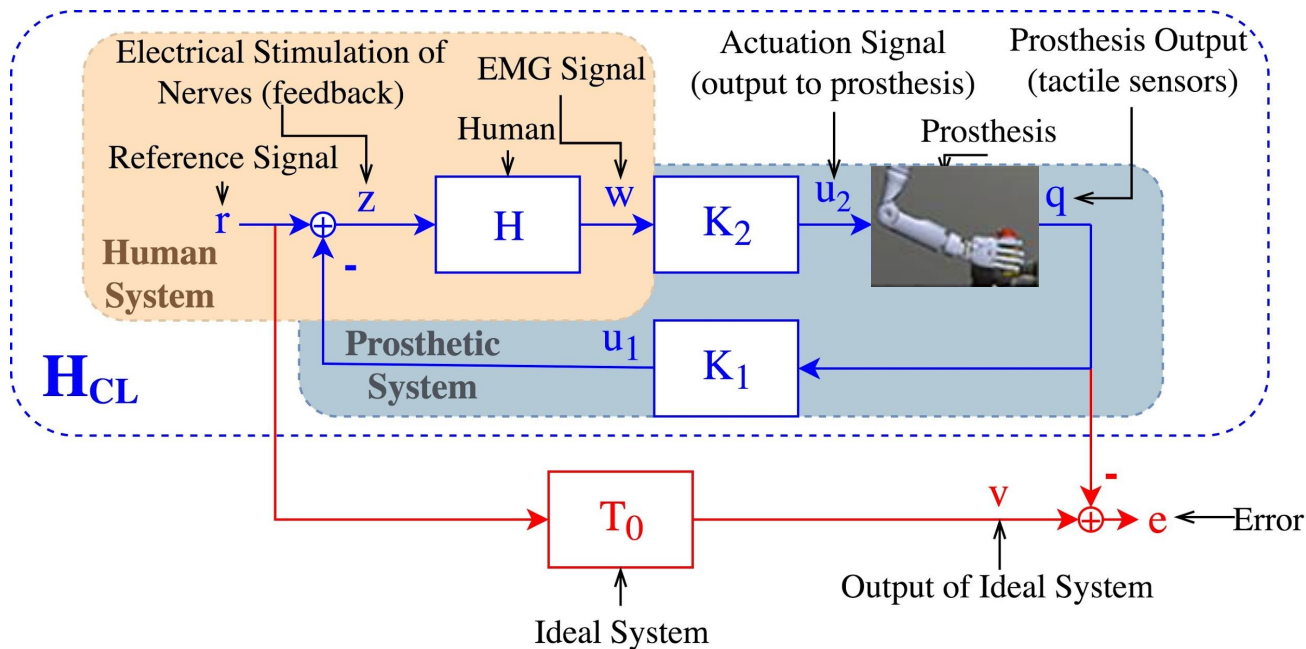 Electrical Stimulation of
Nerves (feedback)
EMG Signal
Actuation Signal
(output to prosthesis)
Prosthesis Output
(tactile sensors)
Reference Signal
Human
Prosthesis
r
z
H
w
K2
u2
q
+
-
Human
System
Prosthetic
System
u1
K1
HCL
T0
v
-
+
e
Error
Output of Ideal System
Ideal System